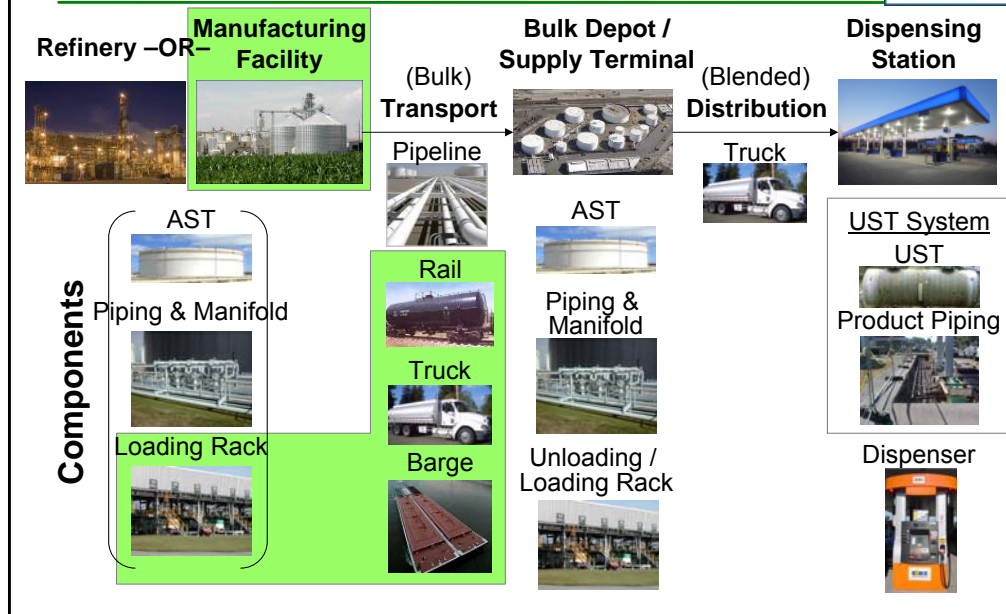 Refinery –OR–
Manufacturing
Facility
(Bulk)
Transport
Bulk Depot /
Supply Terminal
(Blended)
Distribution
Dispensing
Station
Components
AST
Piping & Manifold
Loading Rack
Pipeline
Rail
Truck
Barge
AST
Piping &
Manifold
Unloading /
Loading Rack
Truck
UST System
UST
Product Piping
Dispenser